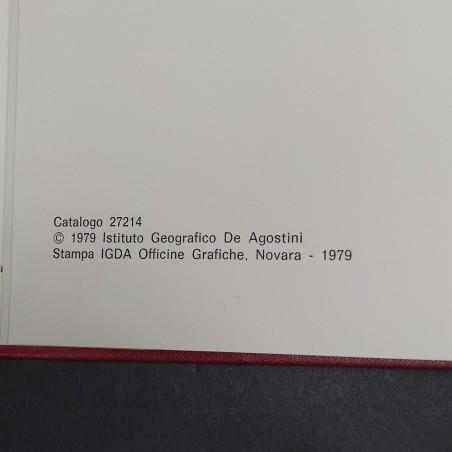 Catalogo 27214
© 1979 Istituto Geografico De Agostini
Stampa IGDA Officine Grafiche, Novara - 1979